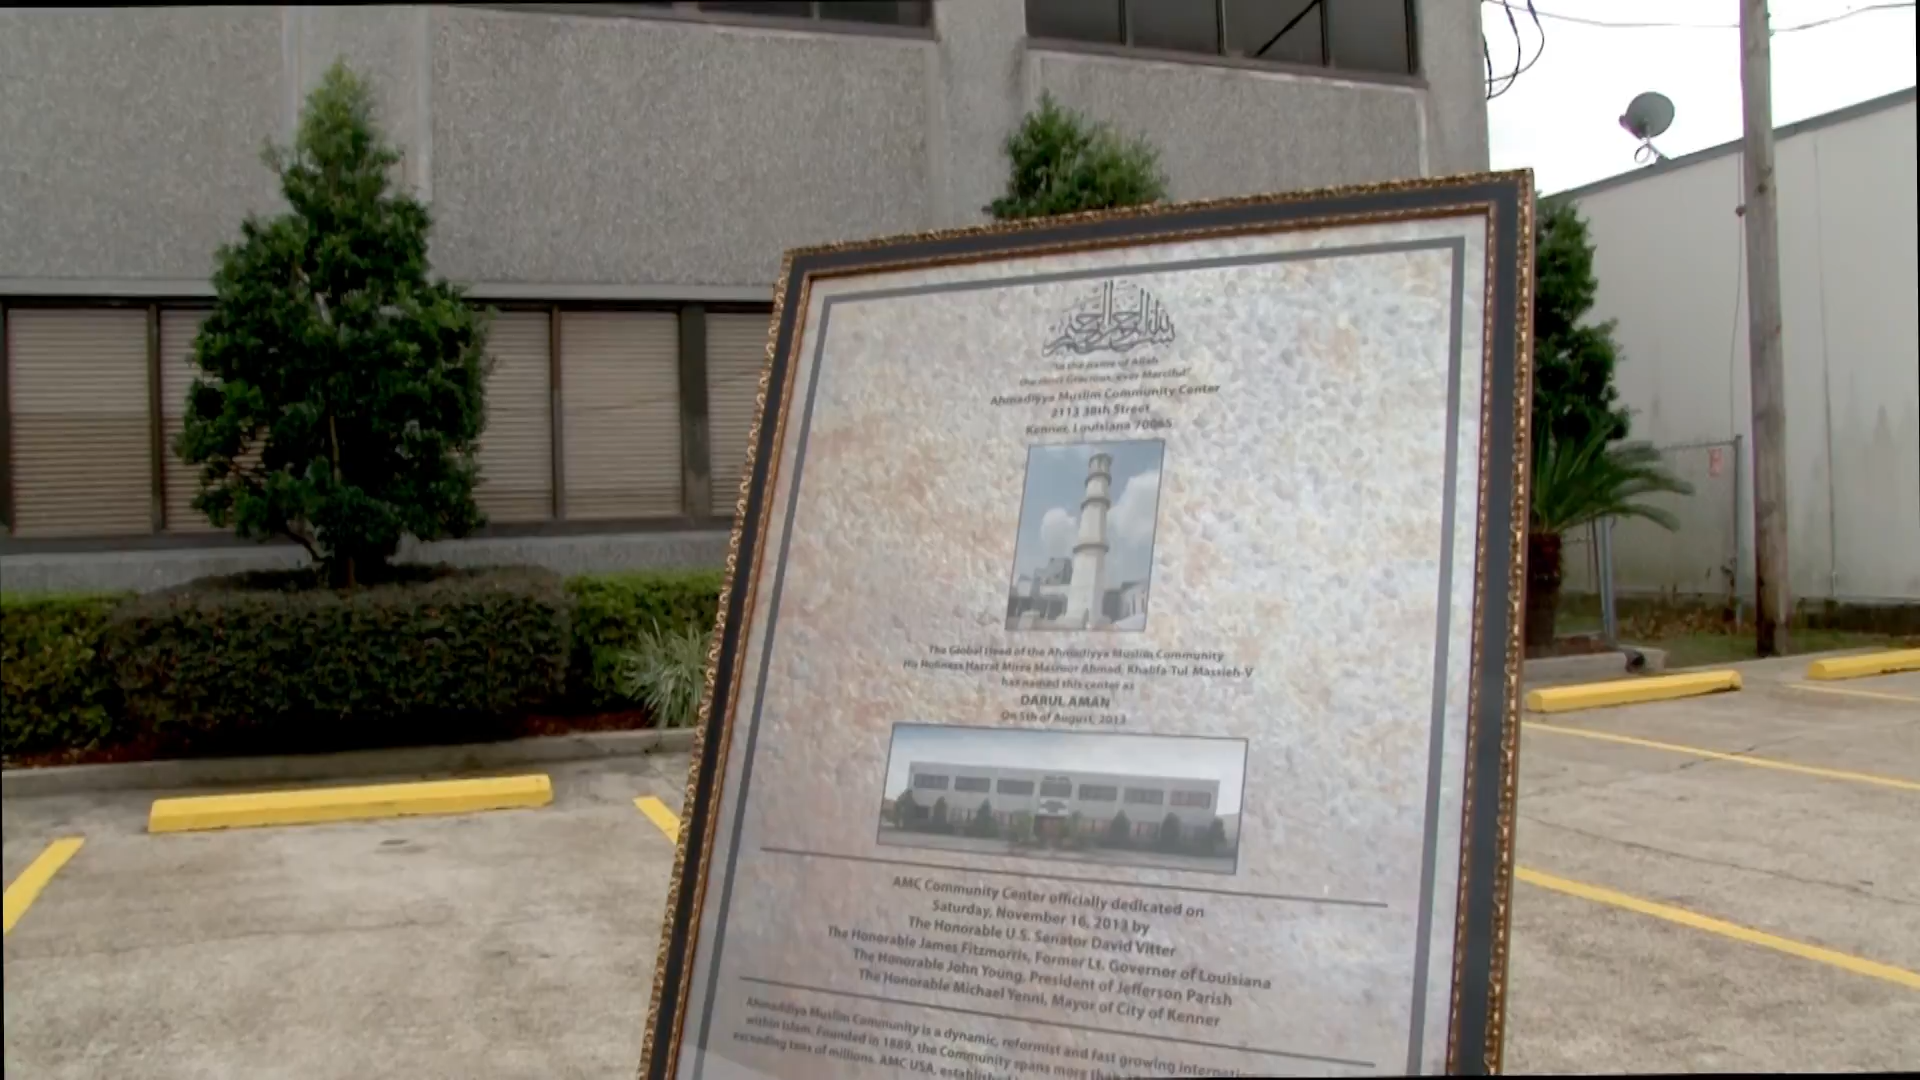 بسم الله الرحمن الرحيم
"In the name of Allah
the most Gracious, ever Merciful"
Ahmadiyya Muslim Community Center
2113 38th Street
Kenner, Louisiana 70065
The Global Head of the Ahmadiyya Muslim Community
His Holiness Hazrat Mirza Masroor Ahmad, Khalifa-Tul-Massieh-V
has named this center as
DARUL AMAN
On 5th of August, 2013
AMC Community Center officially dedicated on
Saturday, November 16, 2013 by
The Honorable U.S. Senator David Vitter
The Honorable James Fitzmorris, Former Lt. Governor of Louisiana
The Honorable John Young, President of Jefferson Parish
The Honorable Michael Yenni, Mayor of City of Kenner
Ahmadiyya Muslim Community is a dynamic, reformist and fast growing
within Islam. Founded in 1889, the Community spans more than
exceeding tens of millions. AMC USA,